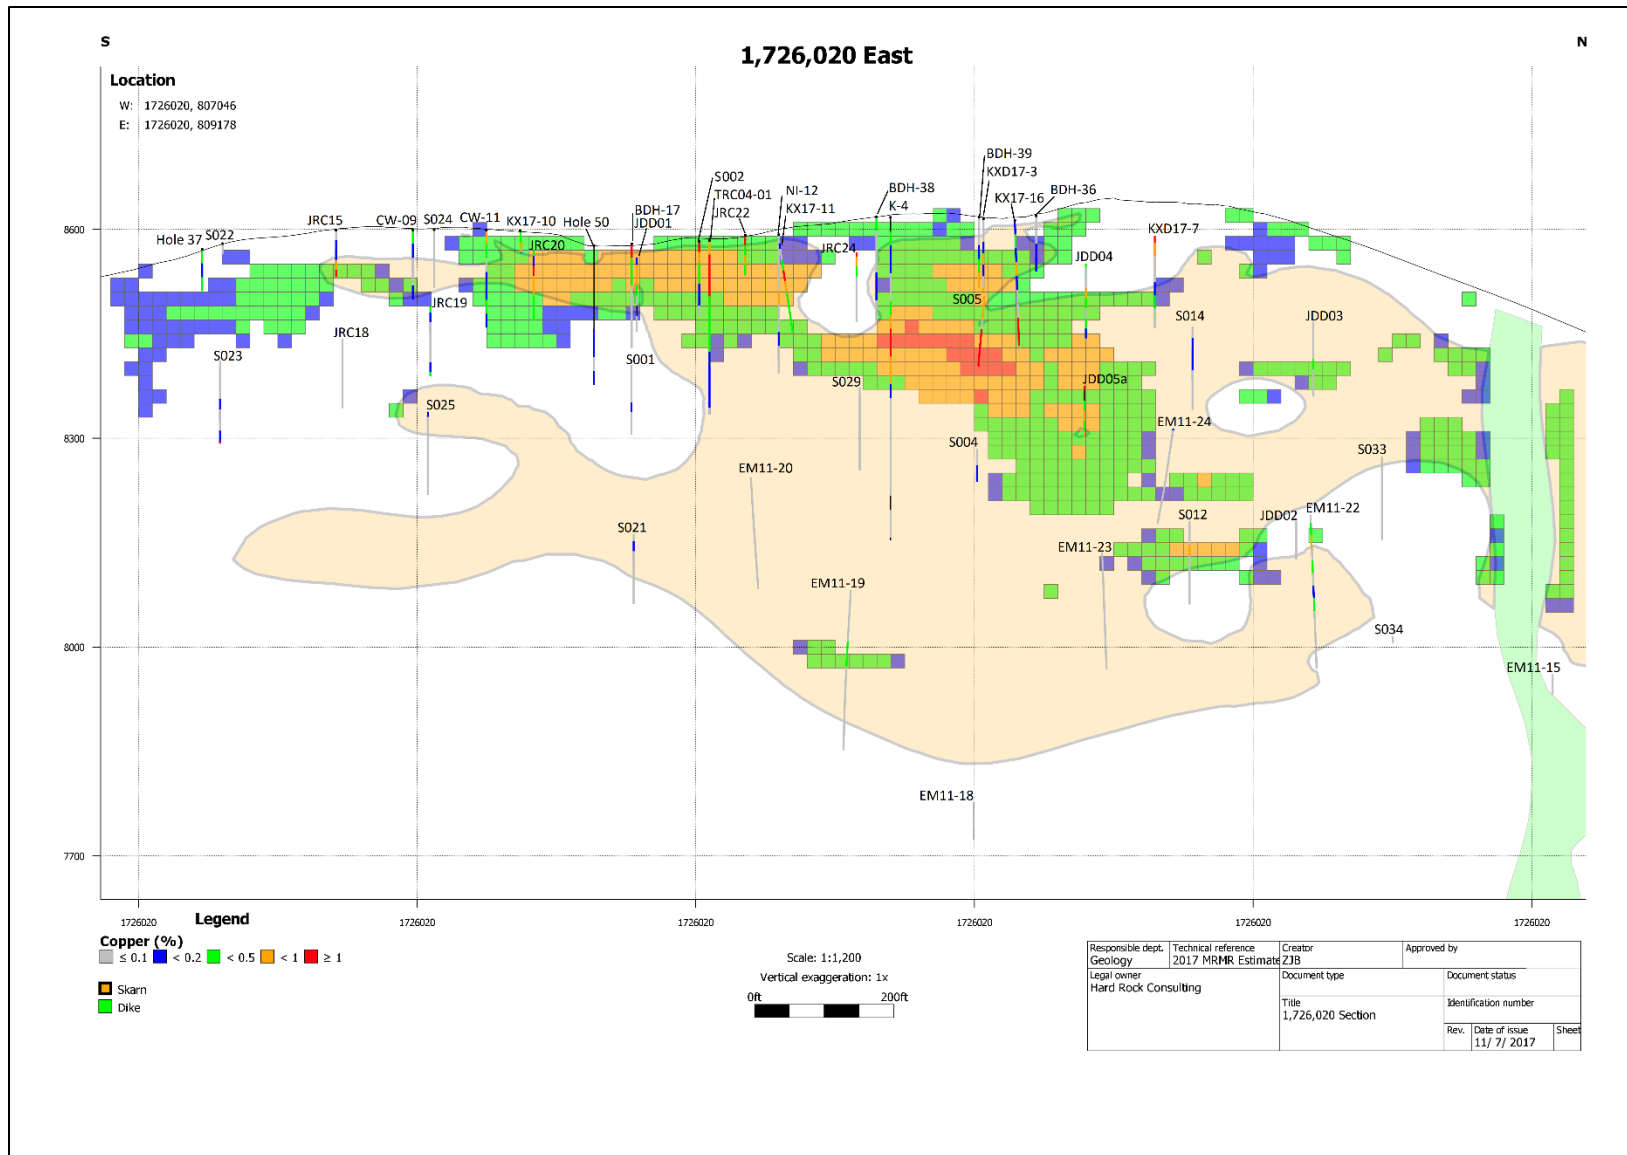 S
N
1,726,020 East
Location
W: 1726020, 807046
E: 1726020, 809178
BDH-39
KXD17-3
S002
TRC04-01
JRC22
NI-12
KX17-11
BDH-38
K-4
KX17-16
BDH-36
BDH-17
JDD01
8600
Hole 37
S022
JRC15
CW-09
S024
CW-11
KX17-10
Hole 50
JRC20
JRC24
KXD17-7
JDD04
S005
JRC19
JRC18
S014
JDD03
S023
S001
S029
JDD05a
S025
EM11-24
8300
S004
S033
EM11-20
S021
S012
JDD02
EM11-22
EM11-23
EM11-19
S034
8000
EM11-15
EM11-18
7700
1726020
1726020
1726020
1726020
1726020
1726020
Legend
Copper (%)
≤ 0.1 < 0.2 < 0.5 < 1 ≥ 1
Skarn
Dike
Scale: 1:1,200
Vertical exaggeration: 1x
0ft 200ft
Responsible dept. Technical reference Creator Approved by
Geology 2017 MRMR Estimate ZJB
Legal owner Document type Document status
Hard Rock Consulting
Title Identification number
1,726,020 Section
Rev. Date of issue Sheet
11/ 7/ 2017